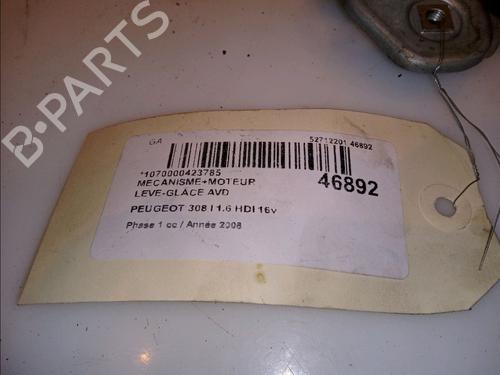 B-PARTS
GA
52712201 46892
*1070000423785
46892
MECANISME+MOTEUR
LEVE-GLACE AVD
PEUGEOT 308 I 1.6 HDI 16v
Phase 1 cc / Année 2008